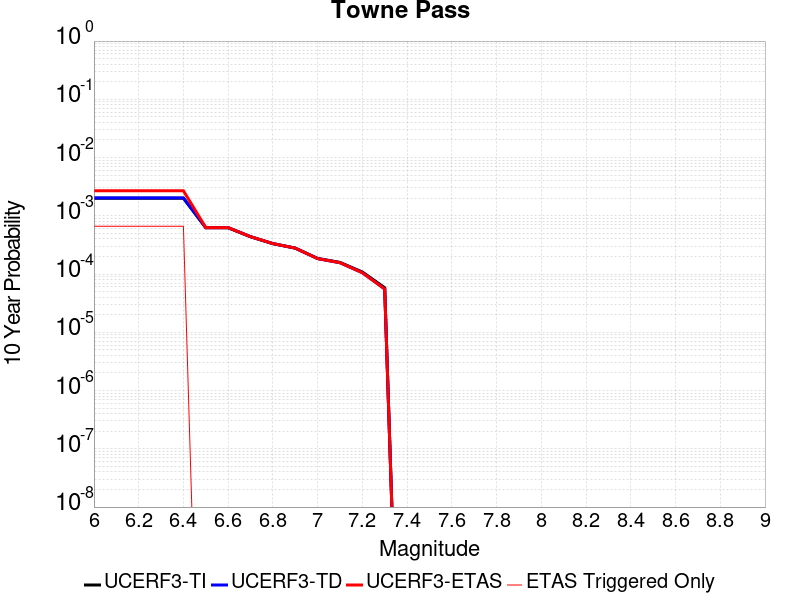 Towne Pass
10^0
10^-1
10^-2
10^-3
10^-4
10^-5
10^-6
10^-7
10^-8
10 Year Probability
6 6.2 6.4 6.6 6.8 7 7.2 7.4 7.6 7.8 8 8.2 8.4 8.6 8.8 9
Magnitude
UCERF3-TI UCERF3-TD UCERF3-ETAS ETAS Triggered Only